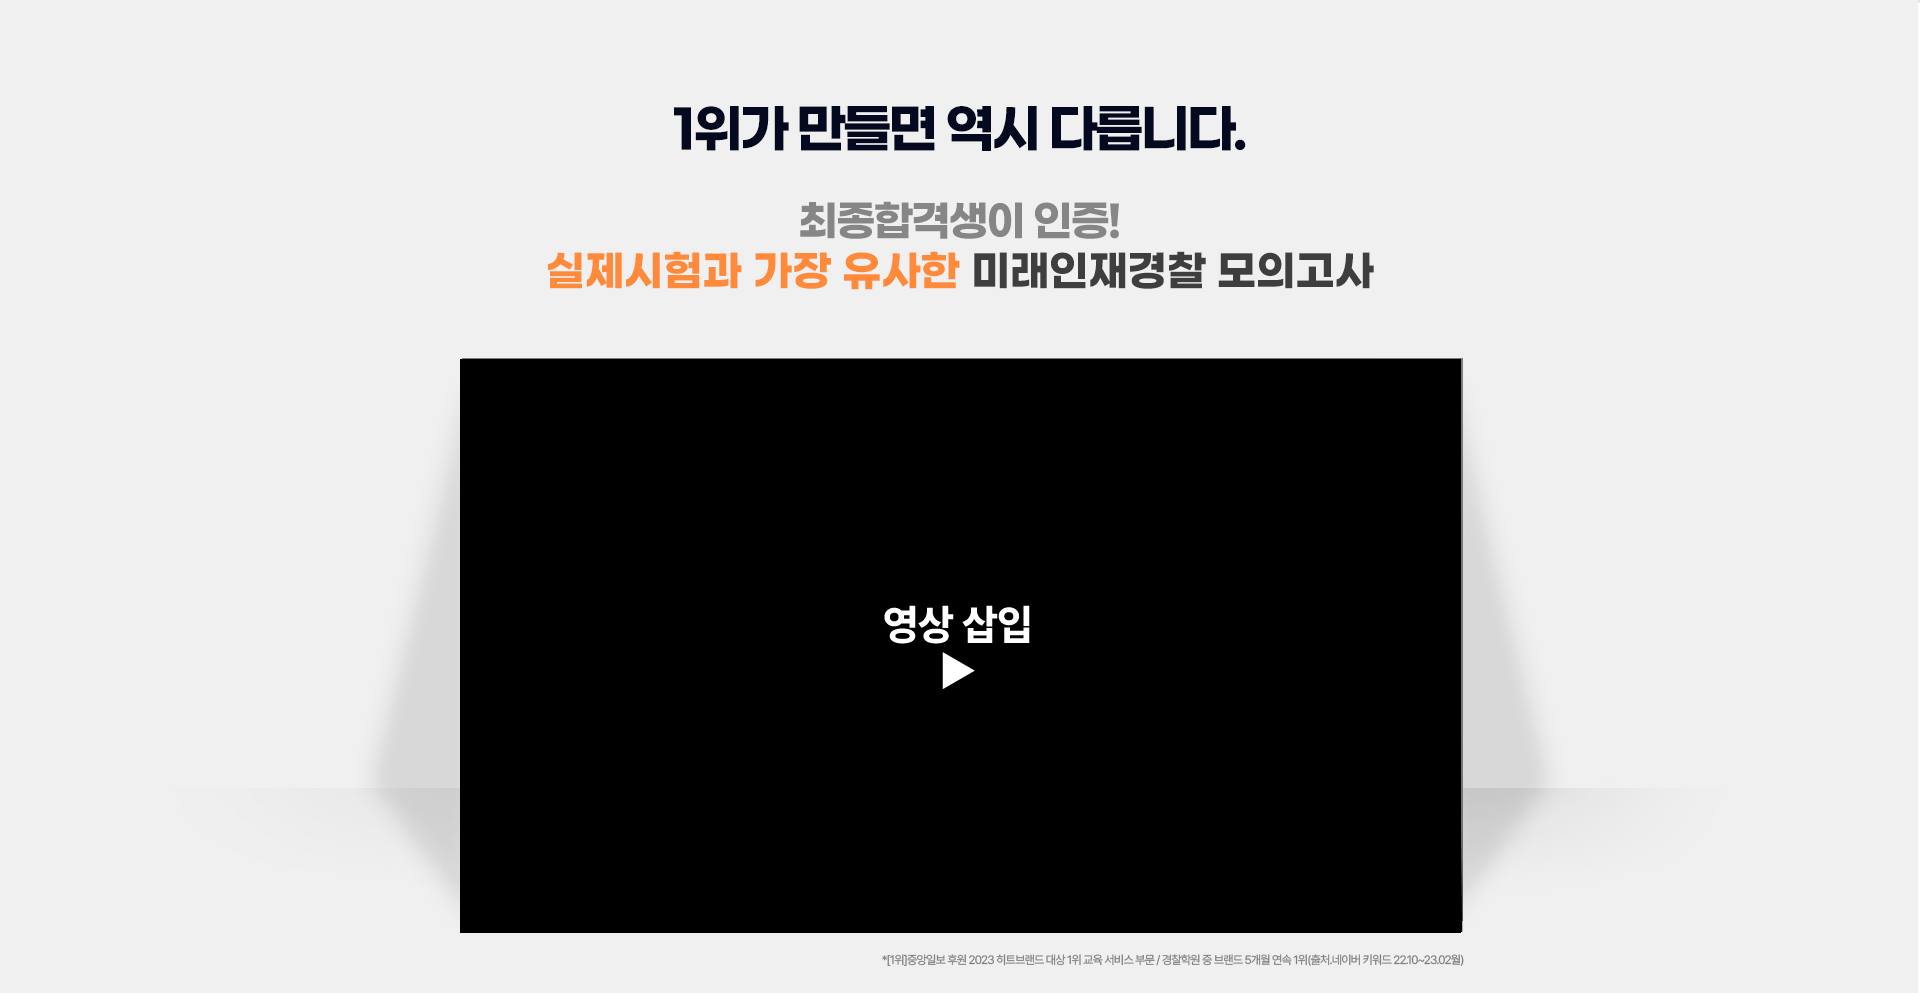 1위가 만들면 역시 다릅니다.
최종합격생이 인증!
실제시험과 가장 유사한 미래인재경찰 모의고사
영상 삽입
*[1위]중앙일보 후원 2023 히트브랜드 대상 1위 교육 서비스 부문 / 경찰학원 중 브랜드 5개월 연속 1위(출처.네이버 키워드 22.10~23.02월)